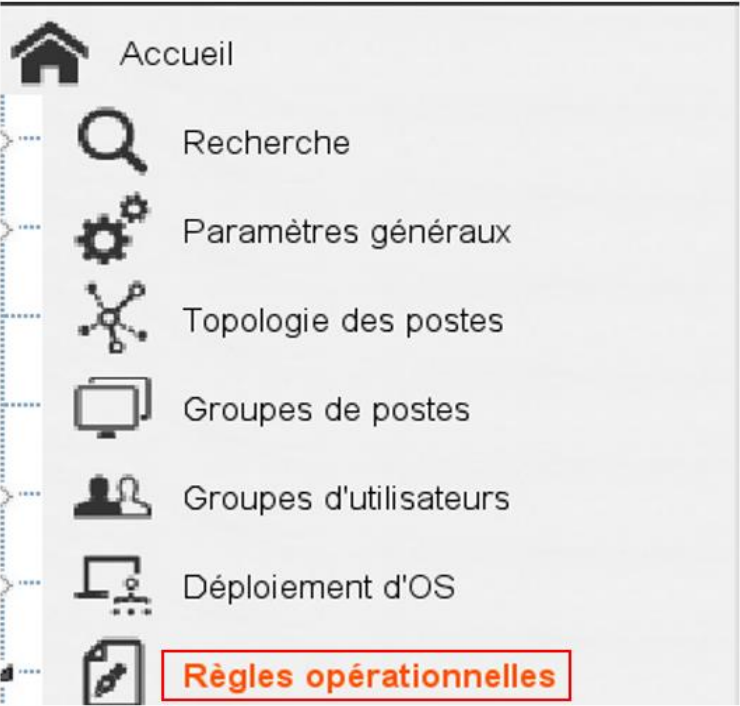 Accueil
Recherche
Paramètres généraux
Topologie des postes
Groupes de postes
Groupes d'utilisateurs
Déploiement d'OS
Règles opérationnelles